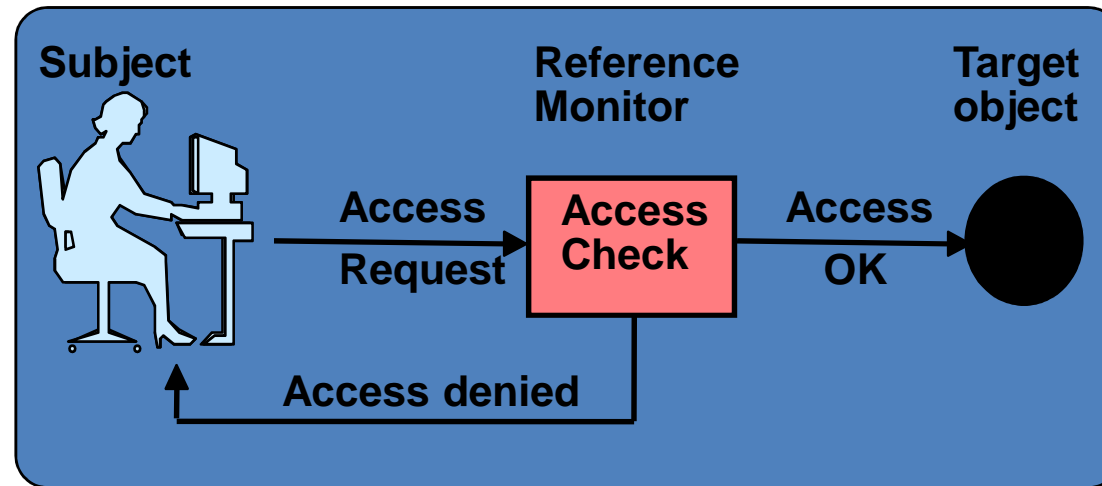 Subject
Reference
Monitor
Target
object
Access
Request
Access
Check
Access
OK
Access denied